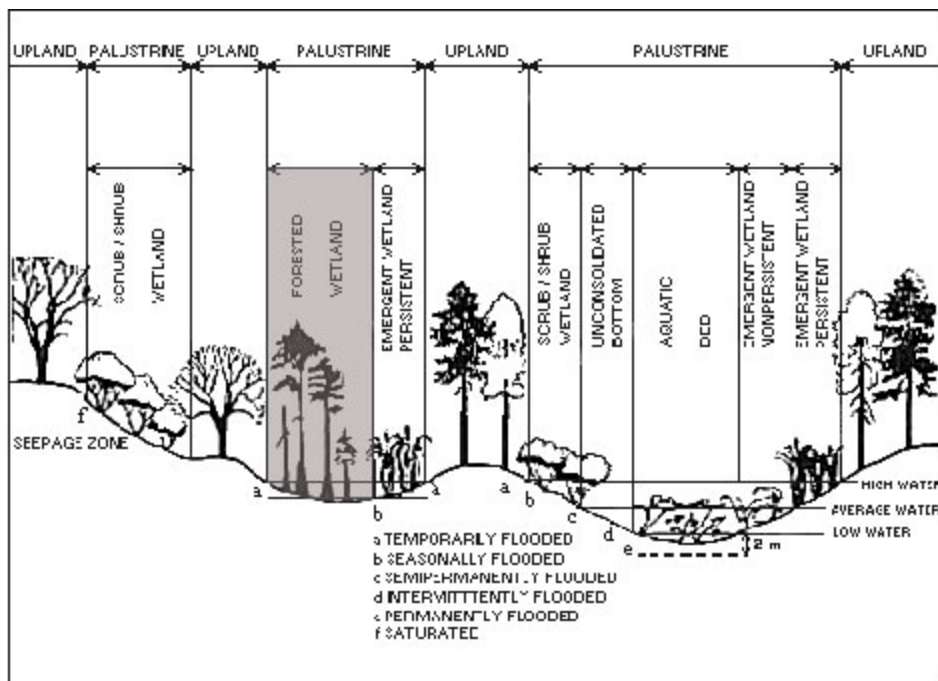 UPLAND PALUSTRINE UPLAND PALUSTRINE UPLAND PALUSTRINE UPLAND
SCRUB / SHRUB
WETLAND
FORESTED
WETLAND
EMERGENT WETLAND
PERSISTENT
SCRUB / SHRUB
WETLAND
UNCONSOLIDATED
BOTTOM
AQUATIC
BED
EMERGENT WETLAND
NONPERSISTENT
EMERGENT WETLAND
PERSISTENT
f
SEEPAGE ZONE
a
b
a
a
b
c
d
e
HIGH WATER
AVERAGE WATER
LOW WATER
2 m
a TEMPORARILY FLOODED
b SEASONALLY FLOODED
c SEMIPERMANENTLY FLOODED
d INTERMITTTENTLY FLOODED
e PERMANENTLY FLOODED
f SATURATED